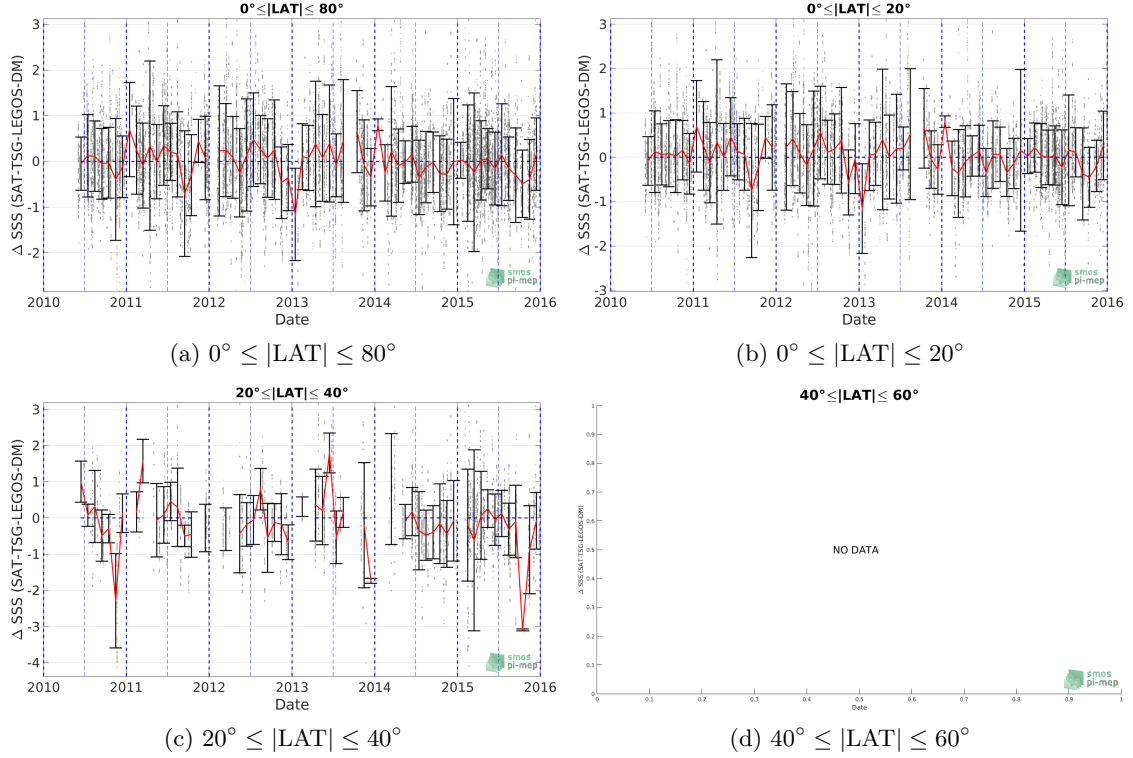 0°≤|LAT|≤ 80°
Δ SSS (SAT-TSG-LEGOS-DM)
3
2
1
0
-1
-2
2010
2011
2012
2013
2014
2015
2016
Date
smos
pi-mep
(a) 0° ≤ |LAT| ≤ 80°
0°≤|LAT|≤ 20°
Δ SSS (SAT-TSG-LEGOS-DM)
3
2
1
0
-1
-2
-3
2010
2011
2012
2013
2014
2015
2016
Date
smos
pi-mep
(b) 0° ≤ |LAT| ≤ 20°
20°≤|LAT|≤ 40°
Δ SSS (SAT-TSG-LEGOS-DM)
3
2
1
0
-1
-2
-3
-4
2010
2011
2012
2013
2014
2015
2016
Date
smos
pi-mep
(c) 20° ≤ |LAT| ≤ 40°
40°≤|LAT|≤ 60°
Δ SSS (SAT-TSG-LEGOS-DM)
1
0.9
0.8
0.7
0.6
0.5
0.4
0.3
0.2
0.1
0
NO DATA
0
0.1
0.2
0.3
0.4
0.5
0.6
0.7
0.8
0.9
1
Date
smos
pi-mep
(d) 40° ≤ |LAT| ≤ 60°